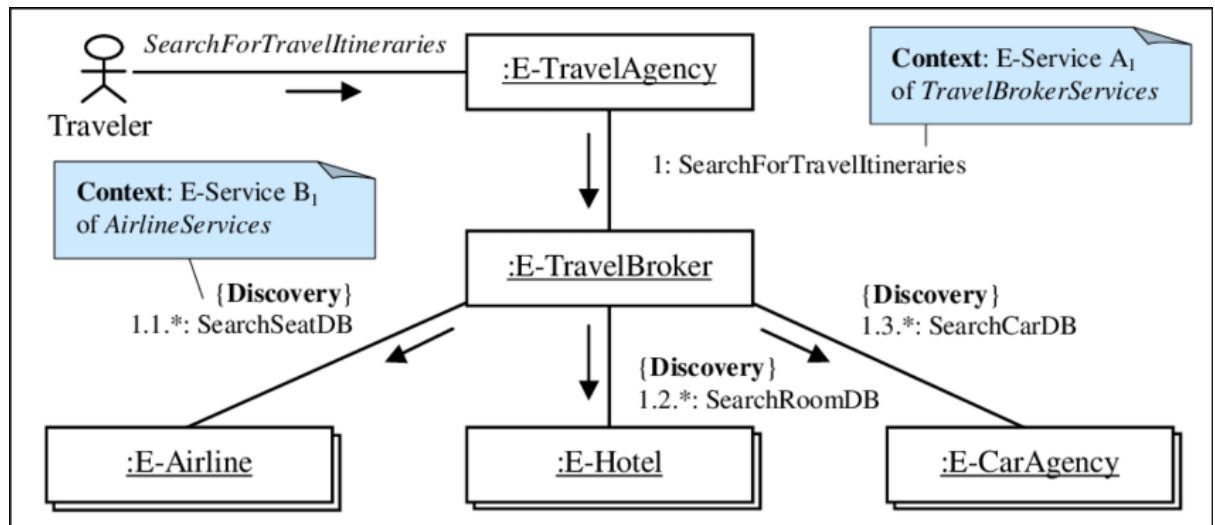 SearchForTravelItineraries
:E-TravelAgency
Context: E-Service A1
of TravelBrokerServices
Traveler
1: SearchForTravelItineraries
Context: E-Service B1
of AirlineServices
:E-TravelBroker
{Discovery}
1.1.*: SearchSeatDB
{Discovery}
1.3.*: SearchCarDB
{Discovery}
1.2.*: SearchRoomDB
:E-Airline
:E-Hotel
:E-CarAgency